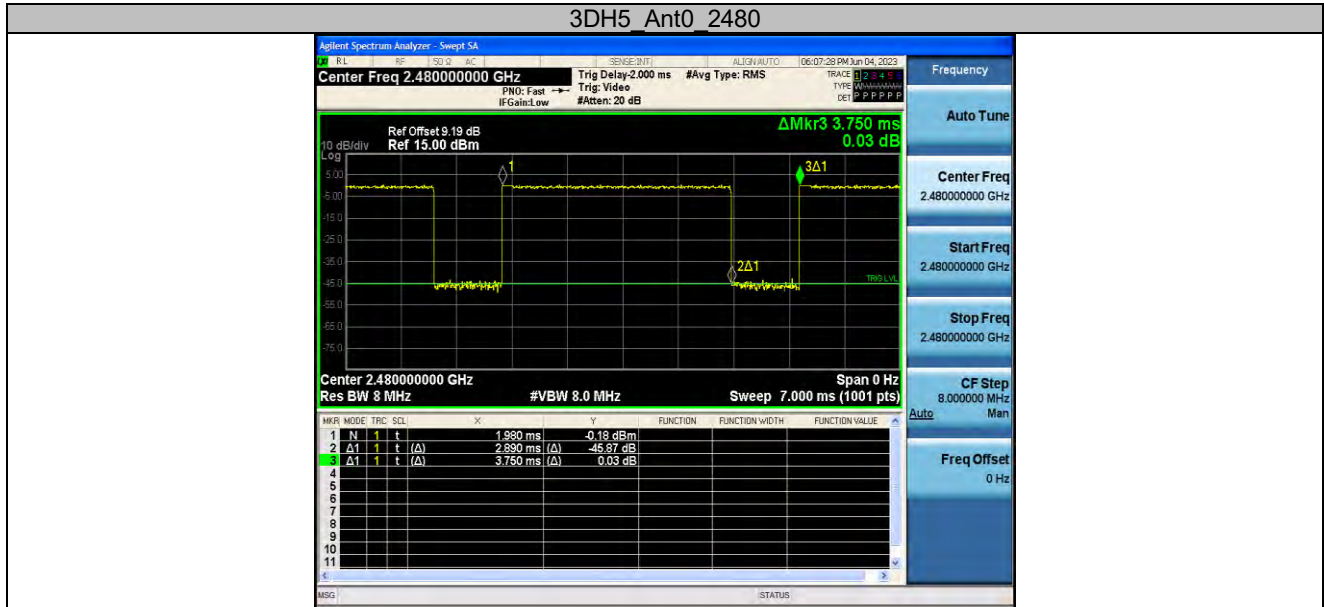 3DH5_Ant0_2480
Agilent Spectrum Analyzer - Swept SA
RL RF 50 Ω AC SENSE:INT ALIGN AUTO 06:07:28 PM Jun 04, 2023
Center Freq 2.480000000 GHz Trig Delay-2.000 ms #Avg Type: RMS TRACE 1 2 3 4 5 6
PNO: Fast Trig: Video TYPE
IFGain:Low #Atten: 20 dB DET P P P P P P
Frequency
Auto Tune
Center Freq
2.480000000 GHz
Start Freq
2.480000000 GHz
Stop Freq
2.480000000 GHz
CF Step
8.000000 MHz
Auto Man
Freq Offset
0 Hz
ΔMkr3 3.750 ms
0.03 dB
Ref Offset 9.19 dB
10 dB/div Ref 15.00 dBm
Log
1
3Δ1
5.00
-5.00
-15.0
-25.0
-35.0
2Δ1
TRIG LVL
-45.0
-55.0
-65.0
-75.0
Center 2.480000000 GHz Span 0 Hz
Res BW 8 MHz #VBW 8.0 MHz Sweep 7.000 ms (1001 pts)
MKR MODE TRC SCL X Y FUNCTION FUNCTION WIDTH FUNCTION VALUE
1 N 1 t 1.980 ms -0.18 dBm
2 Δ1 1 t (Δ) 2.890 ms (Δ) -45.87 dB
3 Δ1 1 t (Δ) 3.750 ms (Δ) 0.03 dB
4
5
6
7
8
9
10
11
MSG STATUS